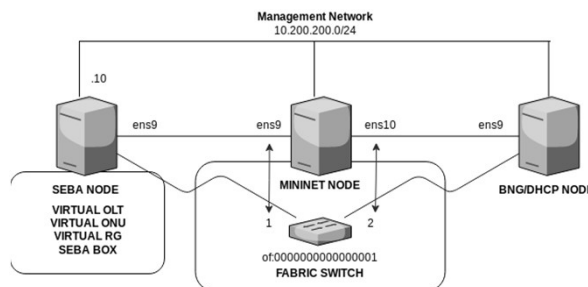 Management Network
10.200.200.0/24
.10
ens9
ens9
ens10
ens9
SEBA NODE
MININET NODE
BNG/DHCP NODE
VIRTUAL OLT
VIRTUAL ONU
VIRTUAL RG
SEBA BOX
1
2
of:0000000000000001
FABRIC SWITCH